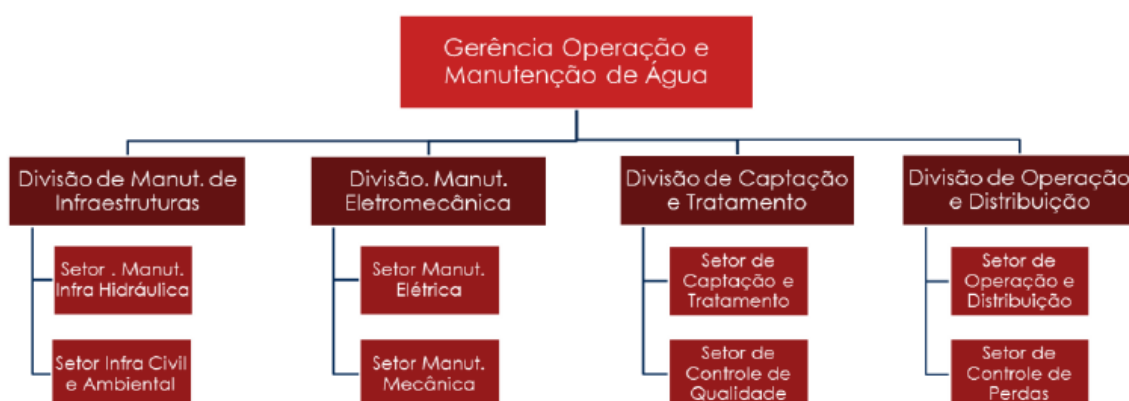 Gerência Operação e
Manutenção de Água
Divisão de Manut. de
Infraestruturas
Divisão. Manut.
Eletromecânica
Divisão de Captação
e Tratamento
Divisão de Operação
e Distribuição
Setor . Manut.
Infra Hidráulica
Setor Manut.
Elétrica
Setor de
Captação e
Tratamento
Setor de
Operação e
Distribuição
Setor Infra Civil
e Ambiental
Setor Manut.
Mecânica
Setor de
Controle de
Qualidade
Setor de
Controle de
Perdas